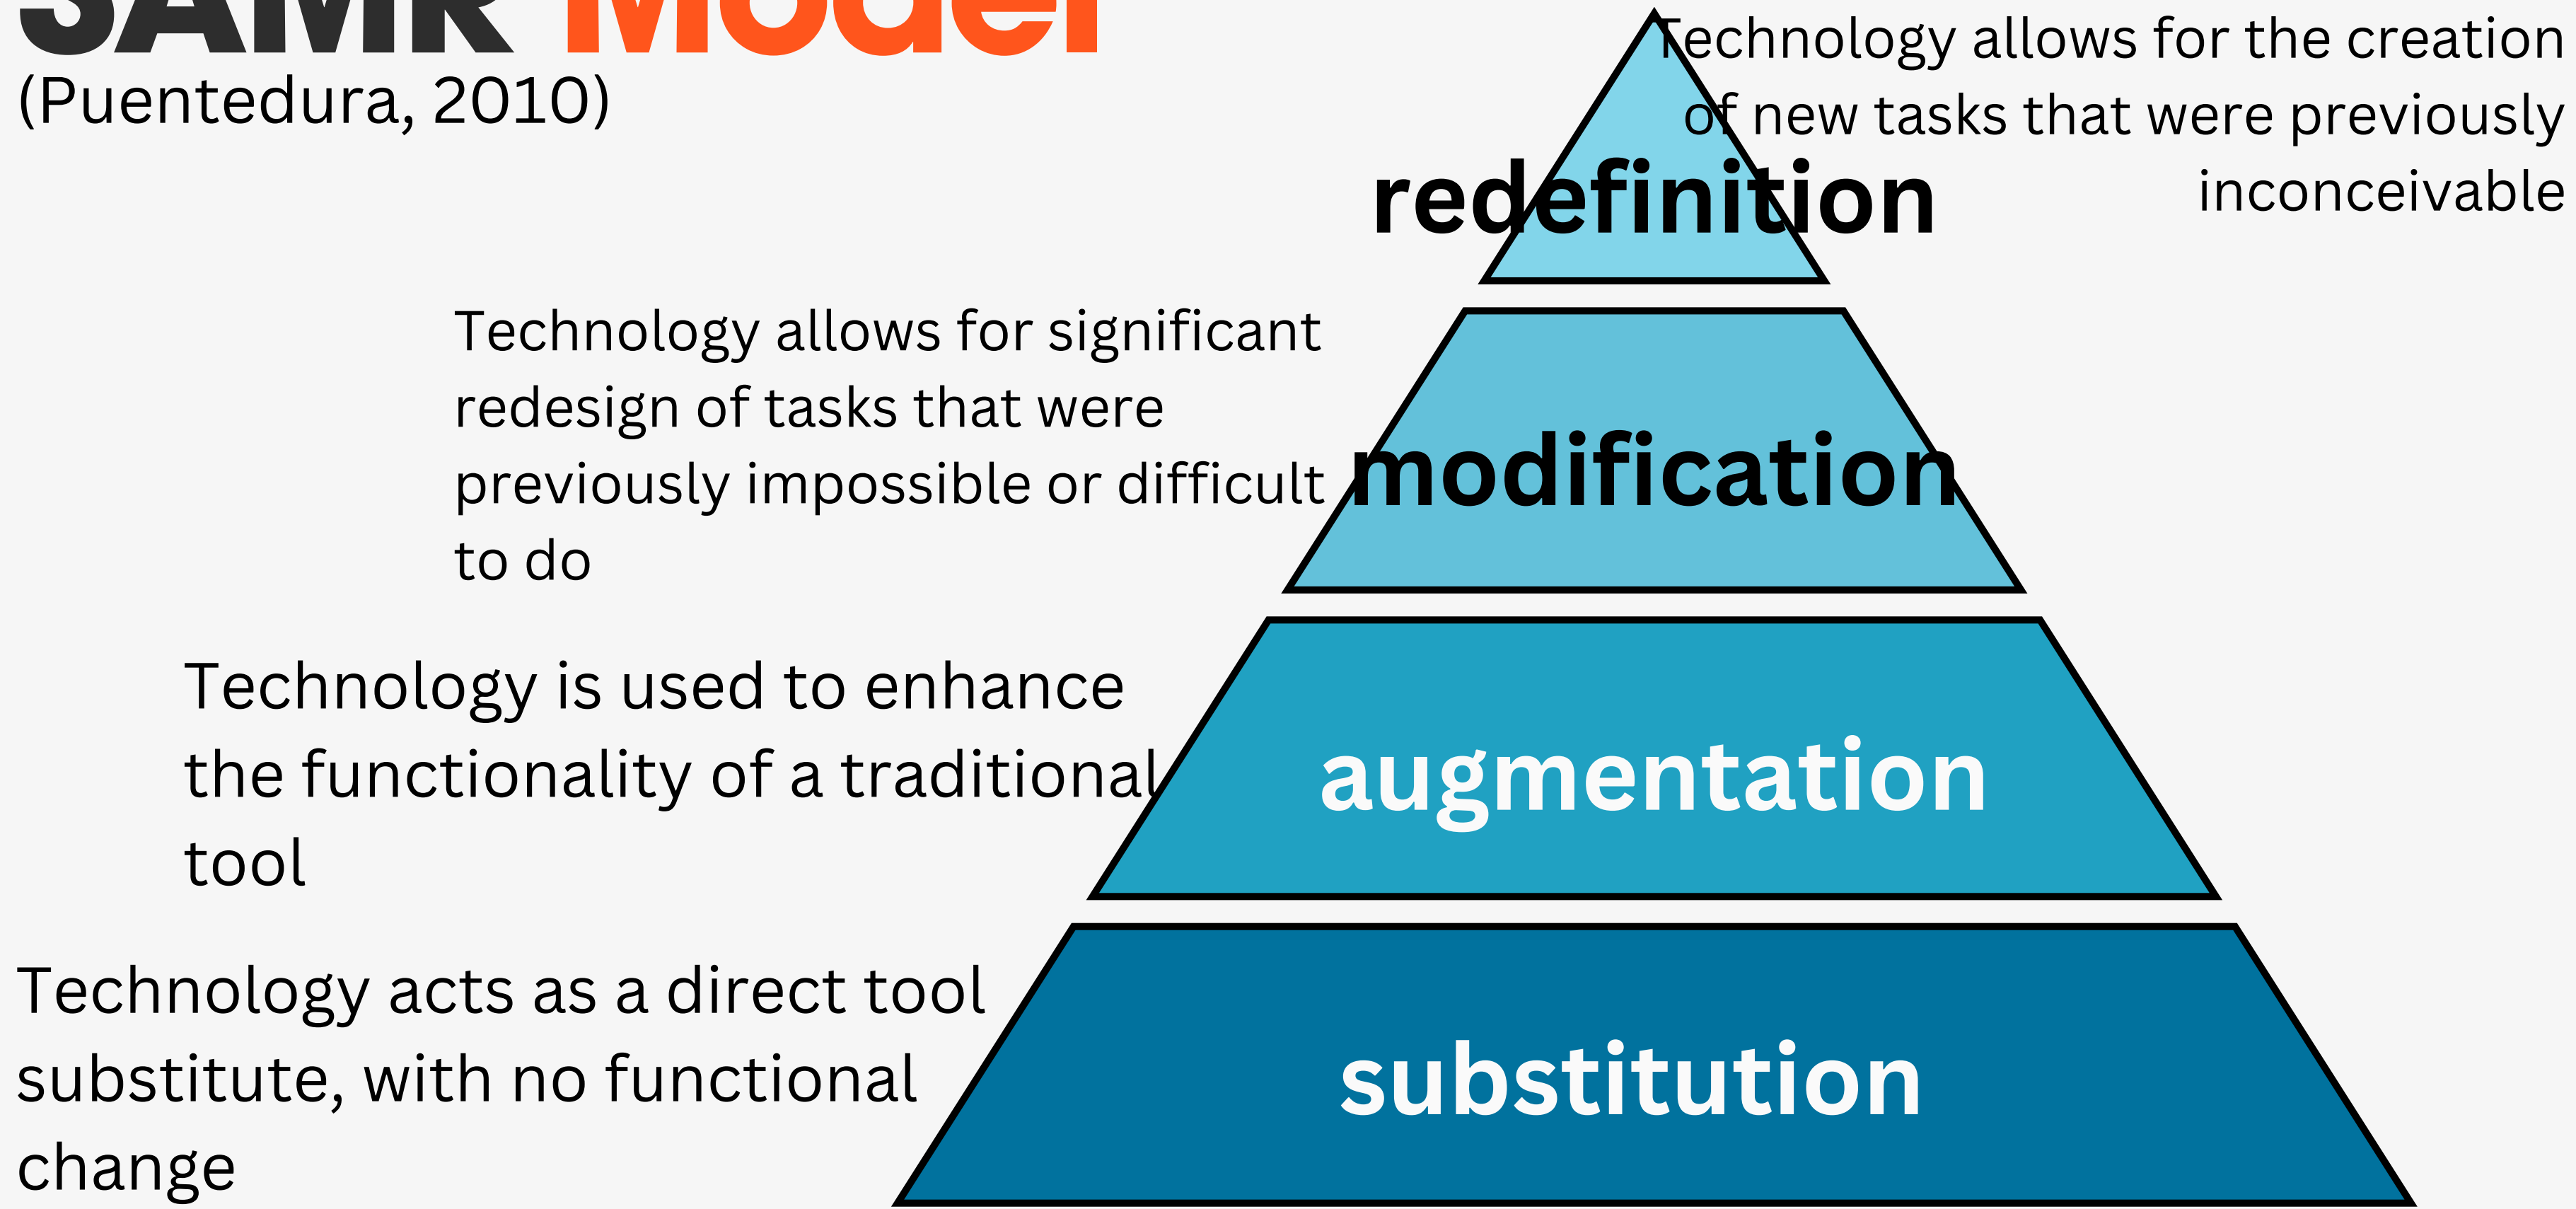 SAMR Model
(Puentedura, 2010)
Technology allows for the creation
of new tasks that were previously
inconceivable
redefinition
Technology allows for significant
redesign of tasks that were
previously impossible or difficult
to do
modification
Technology is used to enhance
the functionality of a traditional
tool
augmentation
Technology acts as a direct tool
substitute, with no functional
change
substitution